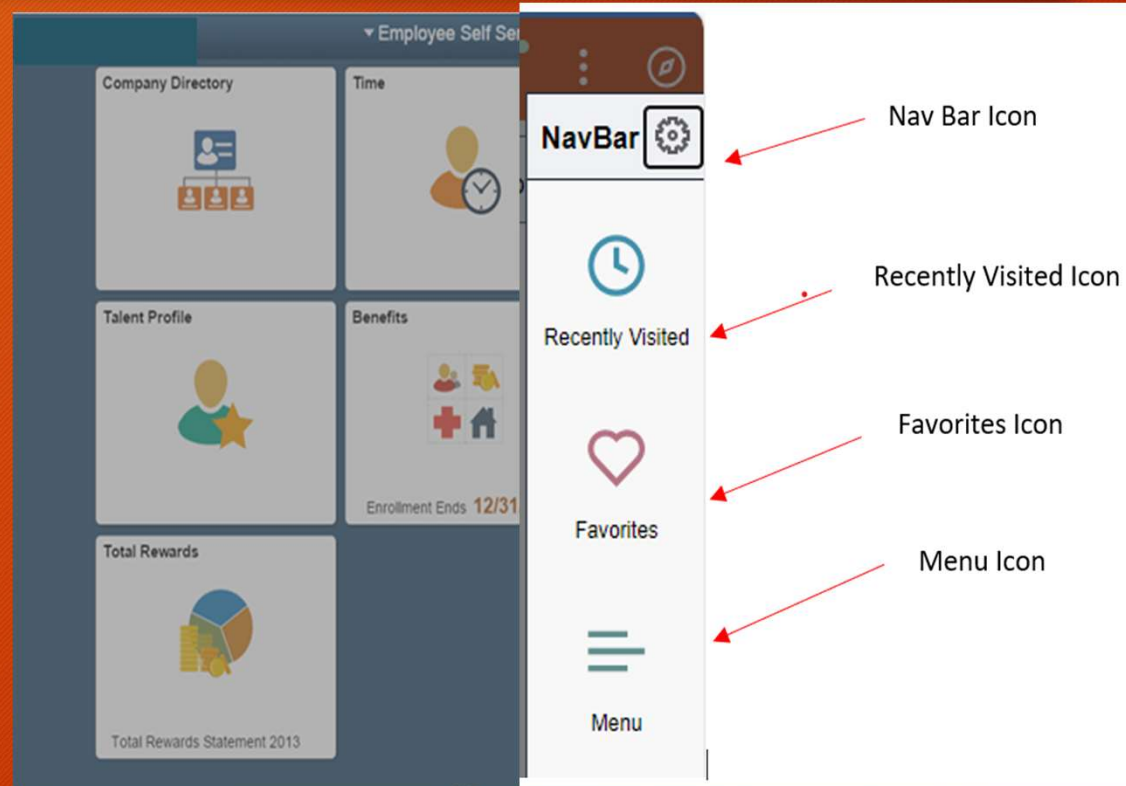 ▾ Employee Self Ser
Company Directory
Time
Talent Profile
Benefits
Enrollment Ends 12/31
Total Rewards
Total Rewards Statement 2013
NavBar
Recently Visited
Favorites
Menu
Nav Bar Icon
Recently Visited Icon
Favorites Icon
Menu Icon